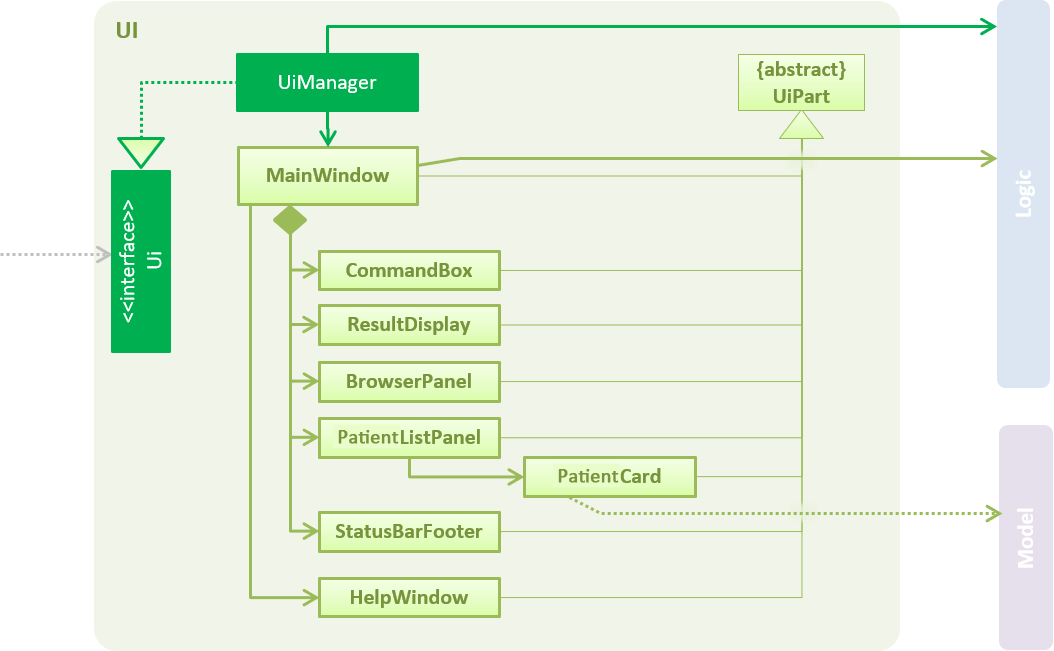 UI
UiManager
{abstract}
UiPart
MainWindow
<<interface>>
Ui
CommandBox
ResultDisplay
BrowserPanel
PatientListPanel
PatientCard
StatusBarFooter
HelpWindow
Logic
Model